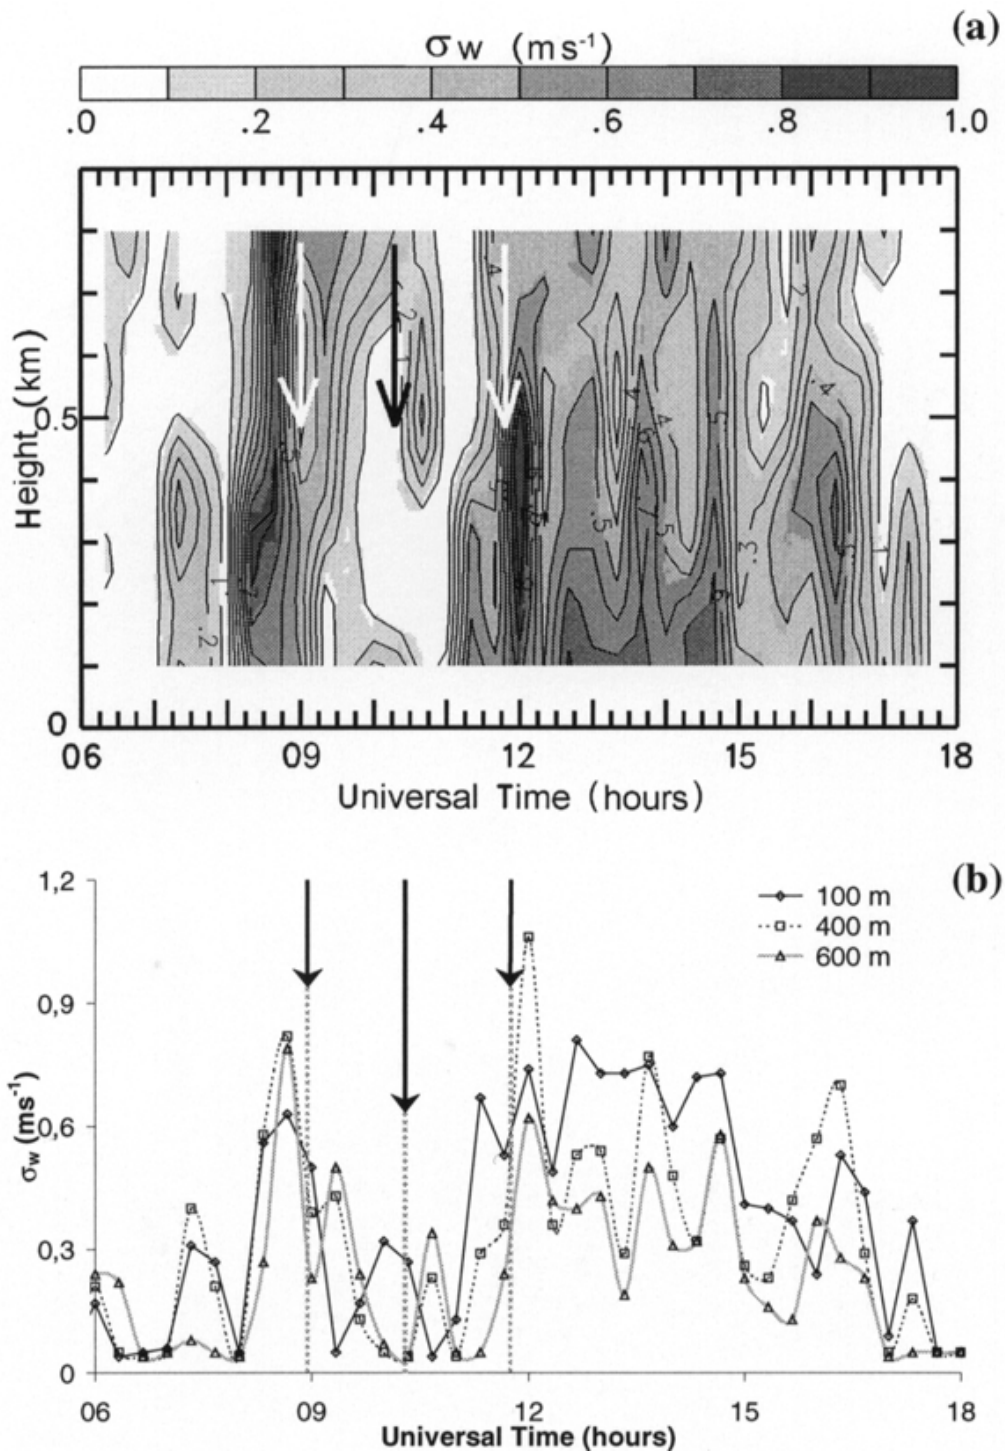 (a)
σw (ms-1)
.0 .2 .4 .6 .8 1.0
Height (km)
0.5
0
06 09 12 15 18
Universal Time (hours)
(b)
1,2
0,9
0,6
0,3
0
σw (ms-1)
100 m
400 m
600 m
06 09 12 15 18
Universal Time (hours)